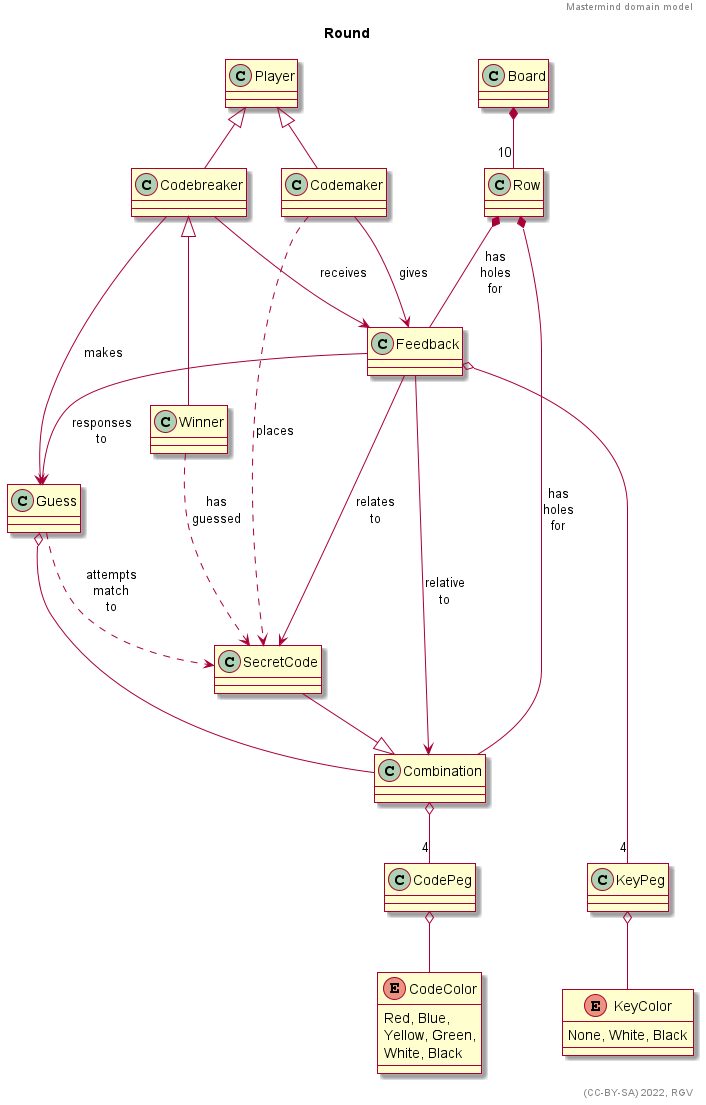 Mastermind domain model
Round
C Player
C Board
10
C Codebreaker
C Codemaker
C Row
receives
gives
has
holes
for
makes
C Feedback
responses
to
C Winner
places
C Guess
has
guessed
relates
to
has
holes
for
attempts
match
to
relative
to
C SecretCode
C Combination
4
4
C CodePeg
C KeyPeg
E CodeColor
Red, Blue,
Yellow, Green,
White, Black
E KeyColor
None, White, Black
(CC-BY-SA) 2022, RGV